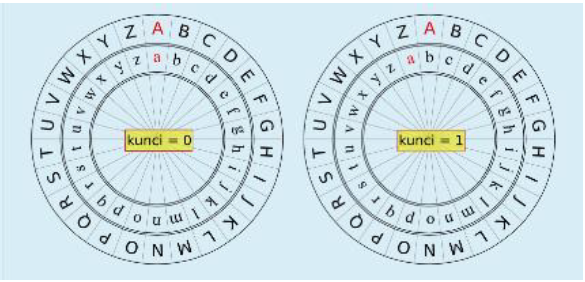 A B C D E F G H I J K L M N O P Q R S T U V W X Y Z
a b c d e f g h i j k l m n o p q r s t u v w x y z
kunci = 0
A B C D E F G H I J K L M N O P Q R S T U V W X Y Z
a b c d e f g h i j k l m n o p q r s t u v w x y z
kunci = 1